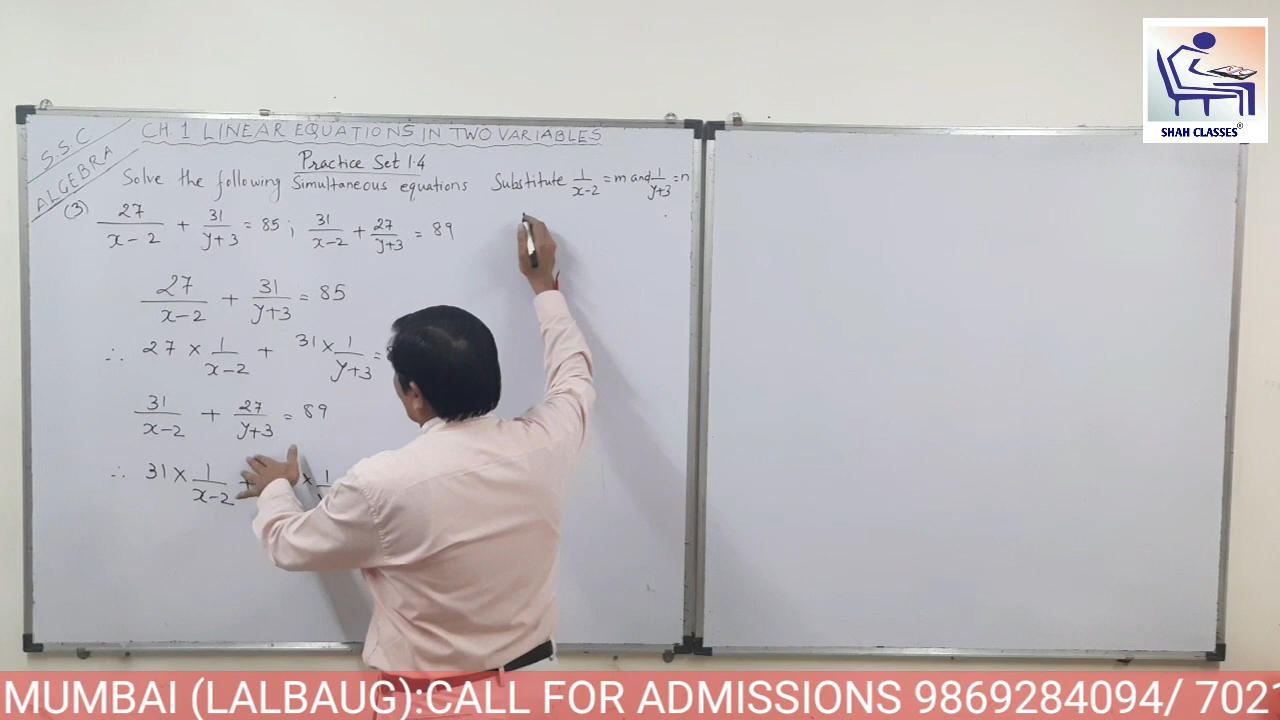 SHAH CLASSES®
S.S.C
ALGEBRA
CH.1 LINEAR EQUATIONS IN TWO VARIABLES
Practice Set 1.4
Solve the following Simultaneous equations Substitute 1/(x-2) = m and 1/(y+3) = n
(3) 27/(x-2) + 31/(y+3) = 85 ; 31/(x-2) + 27/(y+3) = 89
27/(x-2) + 31/(y+3) = 85
∴ 27 × 1/(x-2) + 31 × 1/(y+3) =
31/(x-2) + 27/(y+3) = 89
∴ 31 × 1/(x-2) + × 1
MUMBAI (LALBAUG):CALL FOR ADMISSIONS 9869284094/ 702